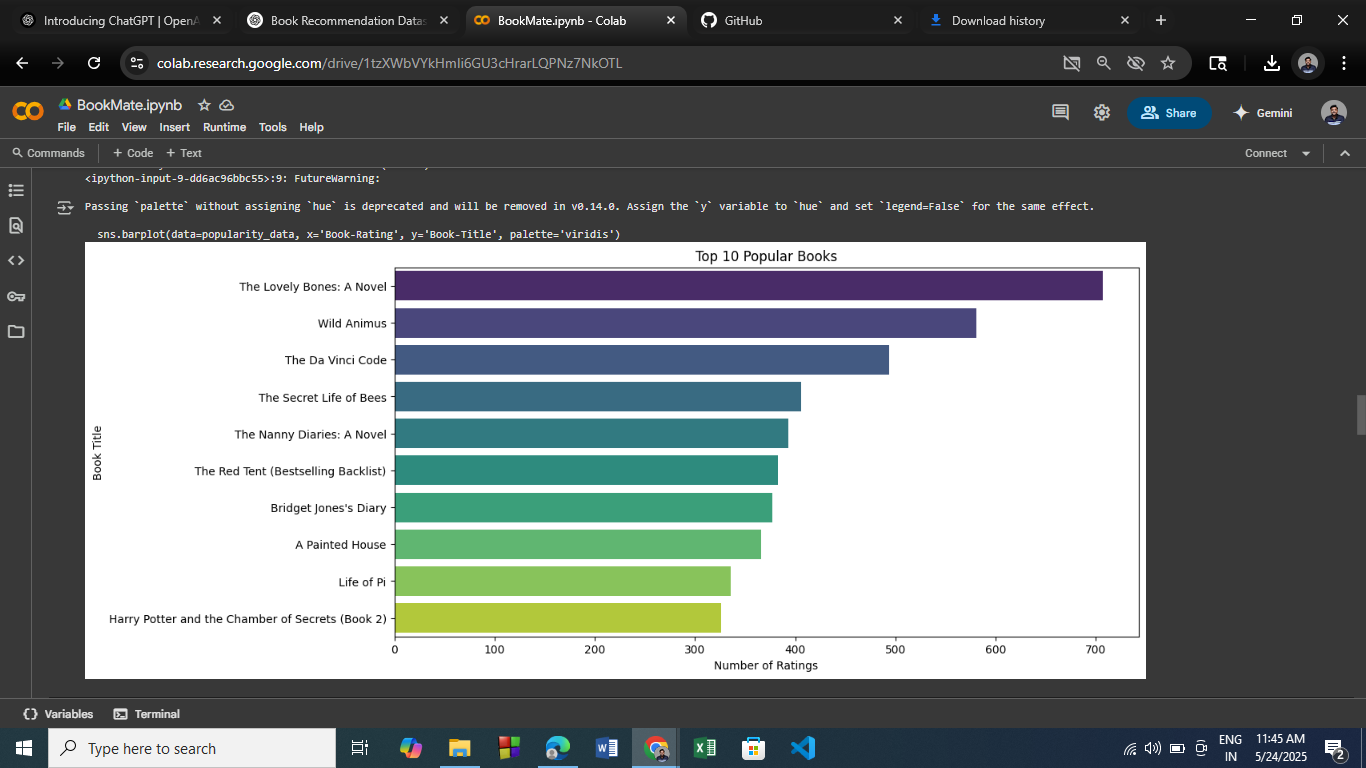 Introducing ChatGPT | OpenA
Book Recommendation Datas
BookMate.ipynb - Colab
GitHub
Download history
colab.research.google.com/drive/1tzXWbVYkHmIi6GU3cHrarLQPNz7NkOTL
BookMate.ipynb
File Edit View Insert Runtime Tools Help
Share
Gemini
Commands + Code + Text
Connect
<ipython-input-9-dd6ac96bbc55>:9: FutureWarning:
Passing `palette` without assigning `hue` is deprecated and will be removed in v0.14.0. Assign the `y` variable to `hue` and set `legend=False` for the same effect.
sns.barplot(data=popularity_data, x='Book-Rating', y='Book-Title', palette='viridis')
Top 10 Popular Books
Book Title
The Lovely Bones: A Novel
Wild Animus
The Da Vinci Code
The Secret Life of Bees
The Nanny Diaries: A Novel
The Red Tent (Bestselling Backlist)
Bridget Jones's Diary
A Painted House
Life of Pi
Harry Potter and the Chamber of Secrets (Book 2)
0 100 200 300 400 500 600 700
Number of Ratings
Variables Terminal
Type here to search
ENG
IN
11:45 AM
5/24/2025
2